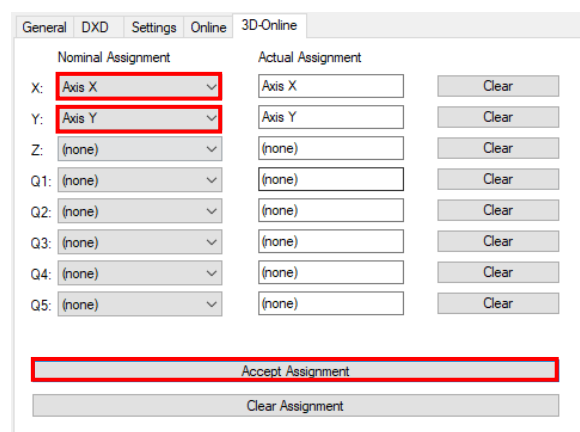 General DXD Settings Online 3D-Online
Nominal Assignment Actual Assignment
X: Axis X Axis X Clear
Y: Axis Y Axis Y Clear
Z: (none) (none) Clear
Q1: (none) (none) Clear
Q2: (none) (none) Clear
Q3: (none) (none) Clear
Q4: (none) (none) Clear
Q5: (none) (none) Clear
Accept Assignment
Clear Assignment